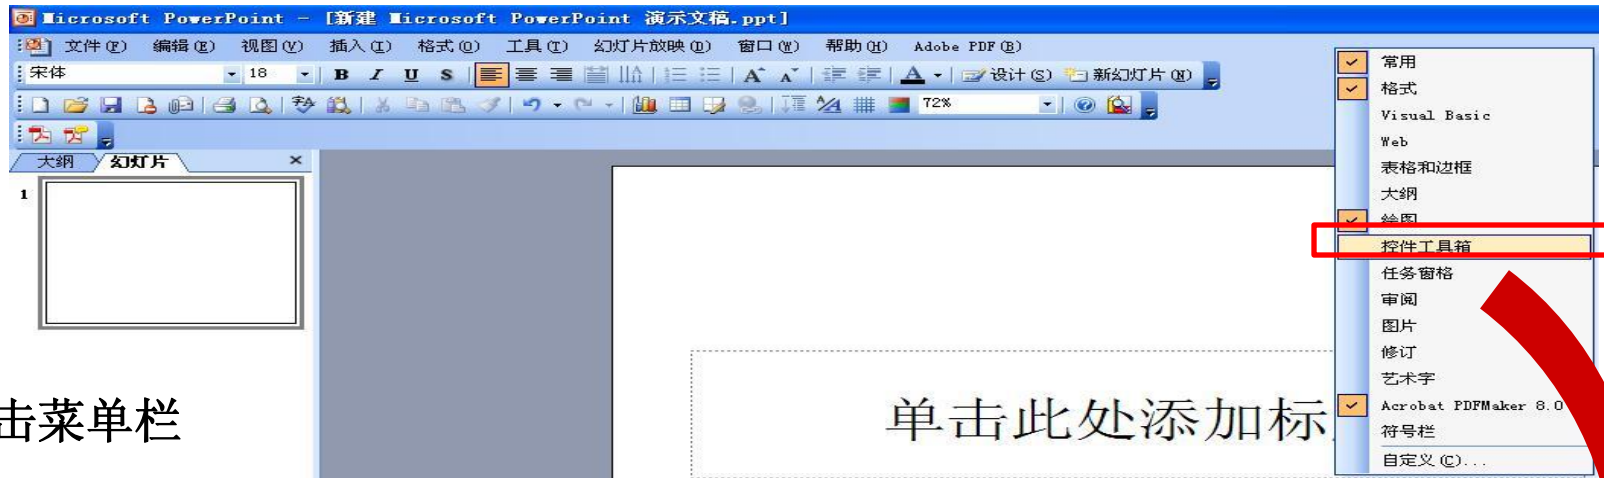 Microsoft PowerPoint - [新建 Microsoft PowerPoint 演示文稿.ppt]
文件(F) 编辑(E) 视图(V) 插入(I) 格式(O) 工具(T) 幻灯片放映(D) 窗口(W) 帮助(H) Adobe PDF(B)
宋体 18 B I U S A A A 设计(S) 新幻灯片(N)
72%
大纲 幻灯片 ×
1
击菜单栏
单击此处添加标
常用
格式
Visual Basic
Web
表格和边框
大纲
绘图
控件工具箱
任务窗格
审阅
图片
修订
艺术字
Acrobat PDFMaker 8.0
符号栏
自定义(C)...